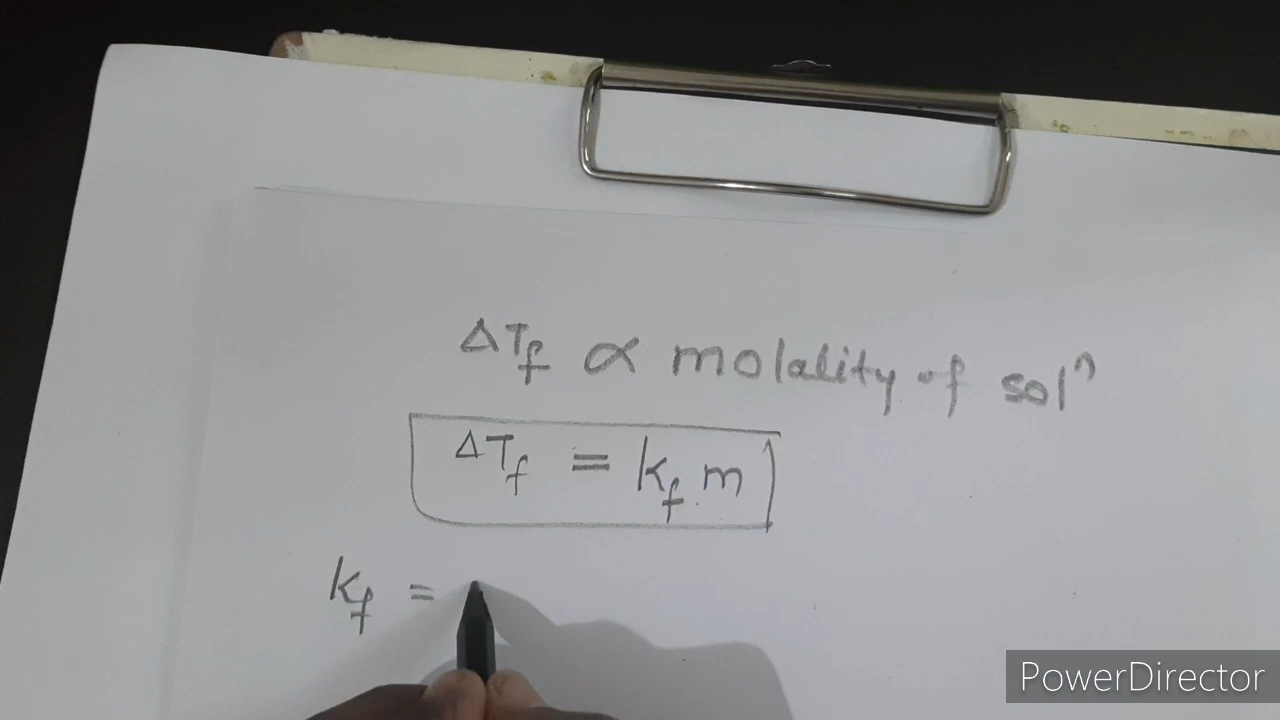 ΔTf ∝ molality of solⁿ
ΔTf = kf.m
kf =
PowerDirector